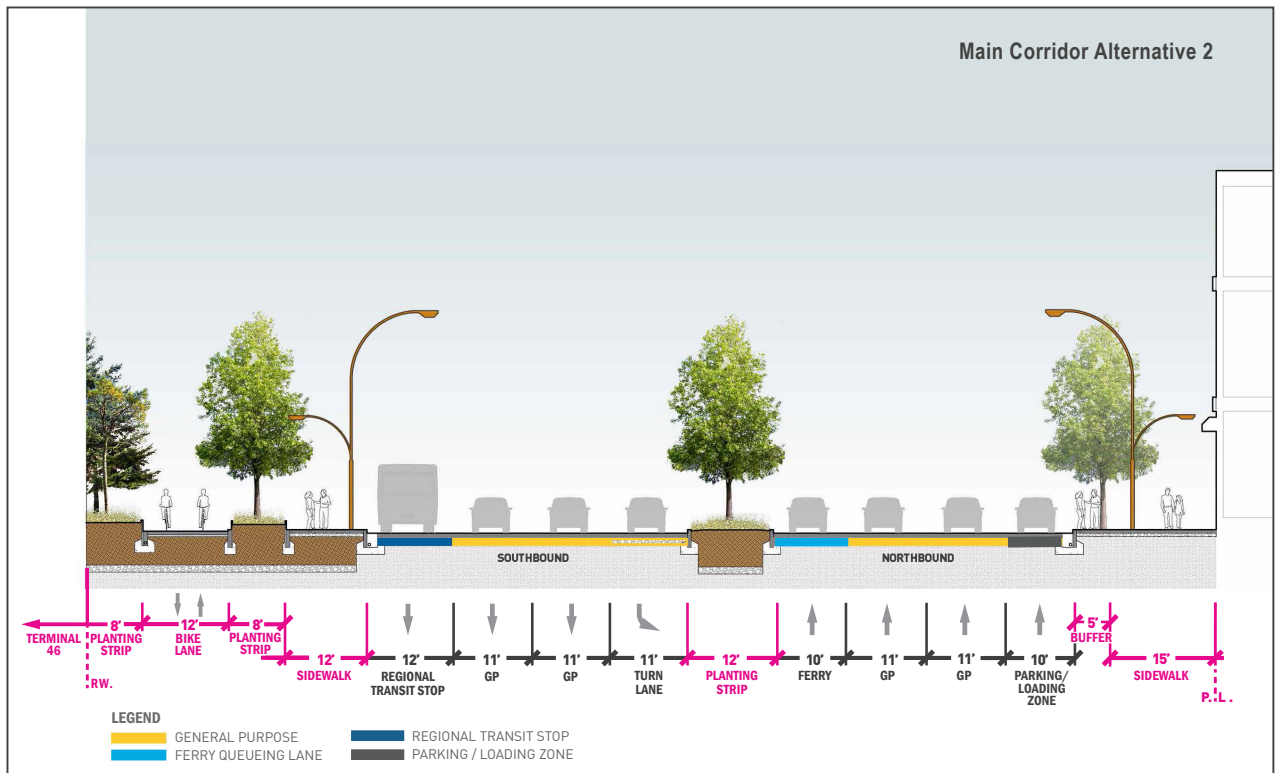 Main Corridor Alternative 2
SOUTHBOUND
NORTHBOUND
TERMINAL
46
RW.
8'
PLANTING
STRIP
12'
BIKE
LANE
8'
PLANTING
STRIP
12'
SIDEWALK
12'
REGIONAL
TRANSIT STOP
11'
GP
11'
GP
11'
TURN
LANE
12'
PLANTING
STRIP
10'
FERRY
11'
GP
11'
GP
10'
PARKING/
LOADING
ZONE
5'
BUFFER
15'
SIDEWALK
P.L.
LEGEND
GENERAL PURPOSE
FERRY QUEUEING LANE
REGIONAL TRANSIT STOP
PARKING / LOADING ZONE